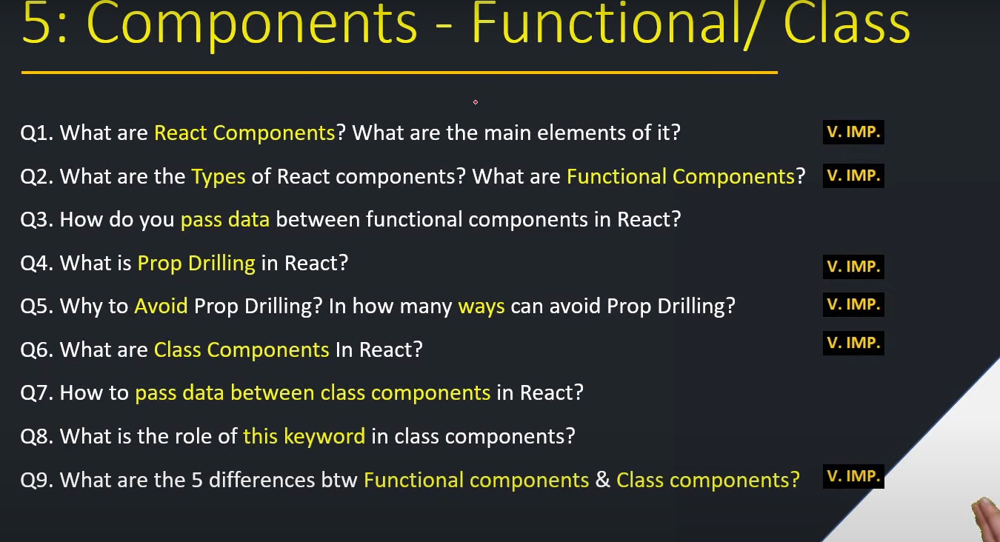 5: Components - Functional/ Class
Q1. What are React Components? What are the main elements of it? V. IMP.
Q2. What are the Types of React components? What are Functional Components? V. IMP.
Q3. How do you pass data between functional components in React?
Q4. What is Prop Drilling in React? V. IMP.
Q5. Why to Avoid Prop Drilling? In how many ways can avoid Prop Drilling? V. IMP.
Q6. What are Class Components In React? V. IMP.
Q7. How to pass data between class components in React?
Q8. What is the role of this keyword in class components?
Q9. What are the 5 differences btw Functional components & Class components? V. IMP.